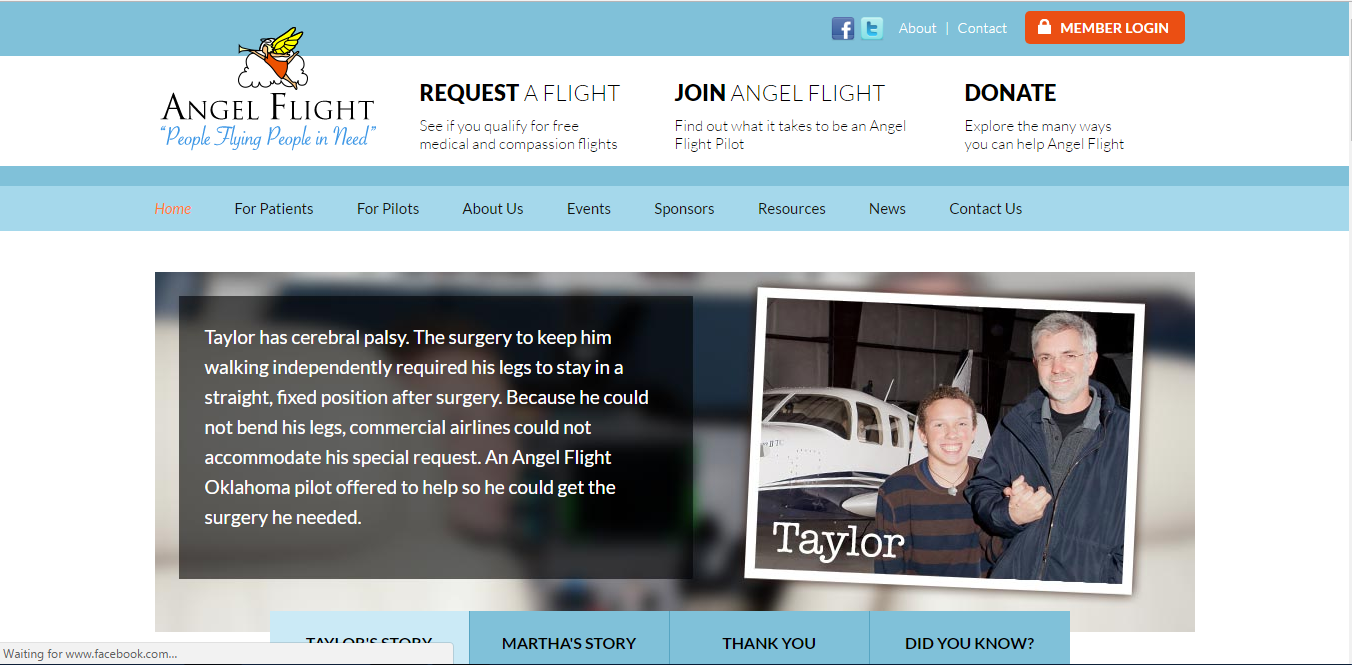 About | Contact
MEMBER LOGIN
ANGEL FLIGHT
"People Flying People in Need"
REQUEST A FLIGHT
See if you qualify for free
medical and compassion flights
JOIN ANGEL FLIGHT
Find out what it takes to be an Angel
Flight Pilot
DONATE
Explore the many ways
you can help Angel Flight
Home
For Patients
For Pilots
About Us
Events
Sponsors
Resources
News
Contact Us
Taylor has cerebral palsy. The surgery to keep him
walking independently required his legs to stay in a
straight, fixed position after surgery. Because he could
not bend his legs, commercial airlines could not
accommodate his special request. An Angel Flight
Oklahoma pilot offered to help so he could get the
surgery he needed.
Taylor
TAYLOR'S STORY
MARTHA'S STORY
THANK YOU
DID YOU KNOW?
Waiting for www.facebook.com...